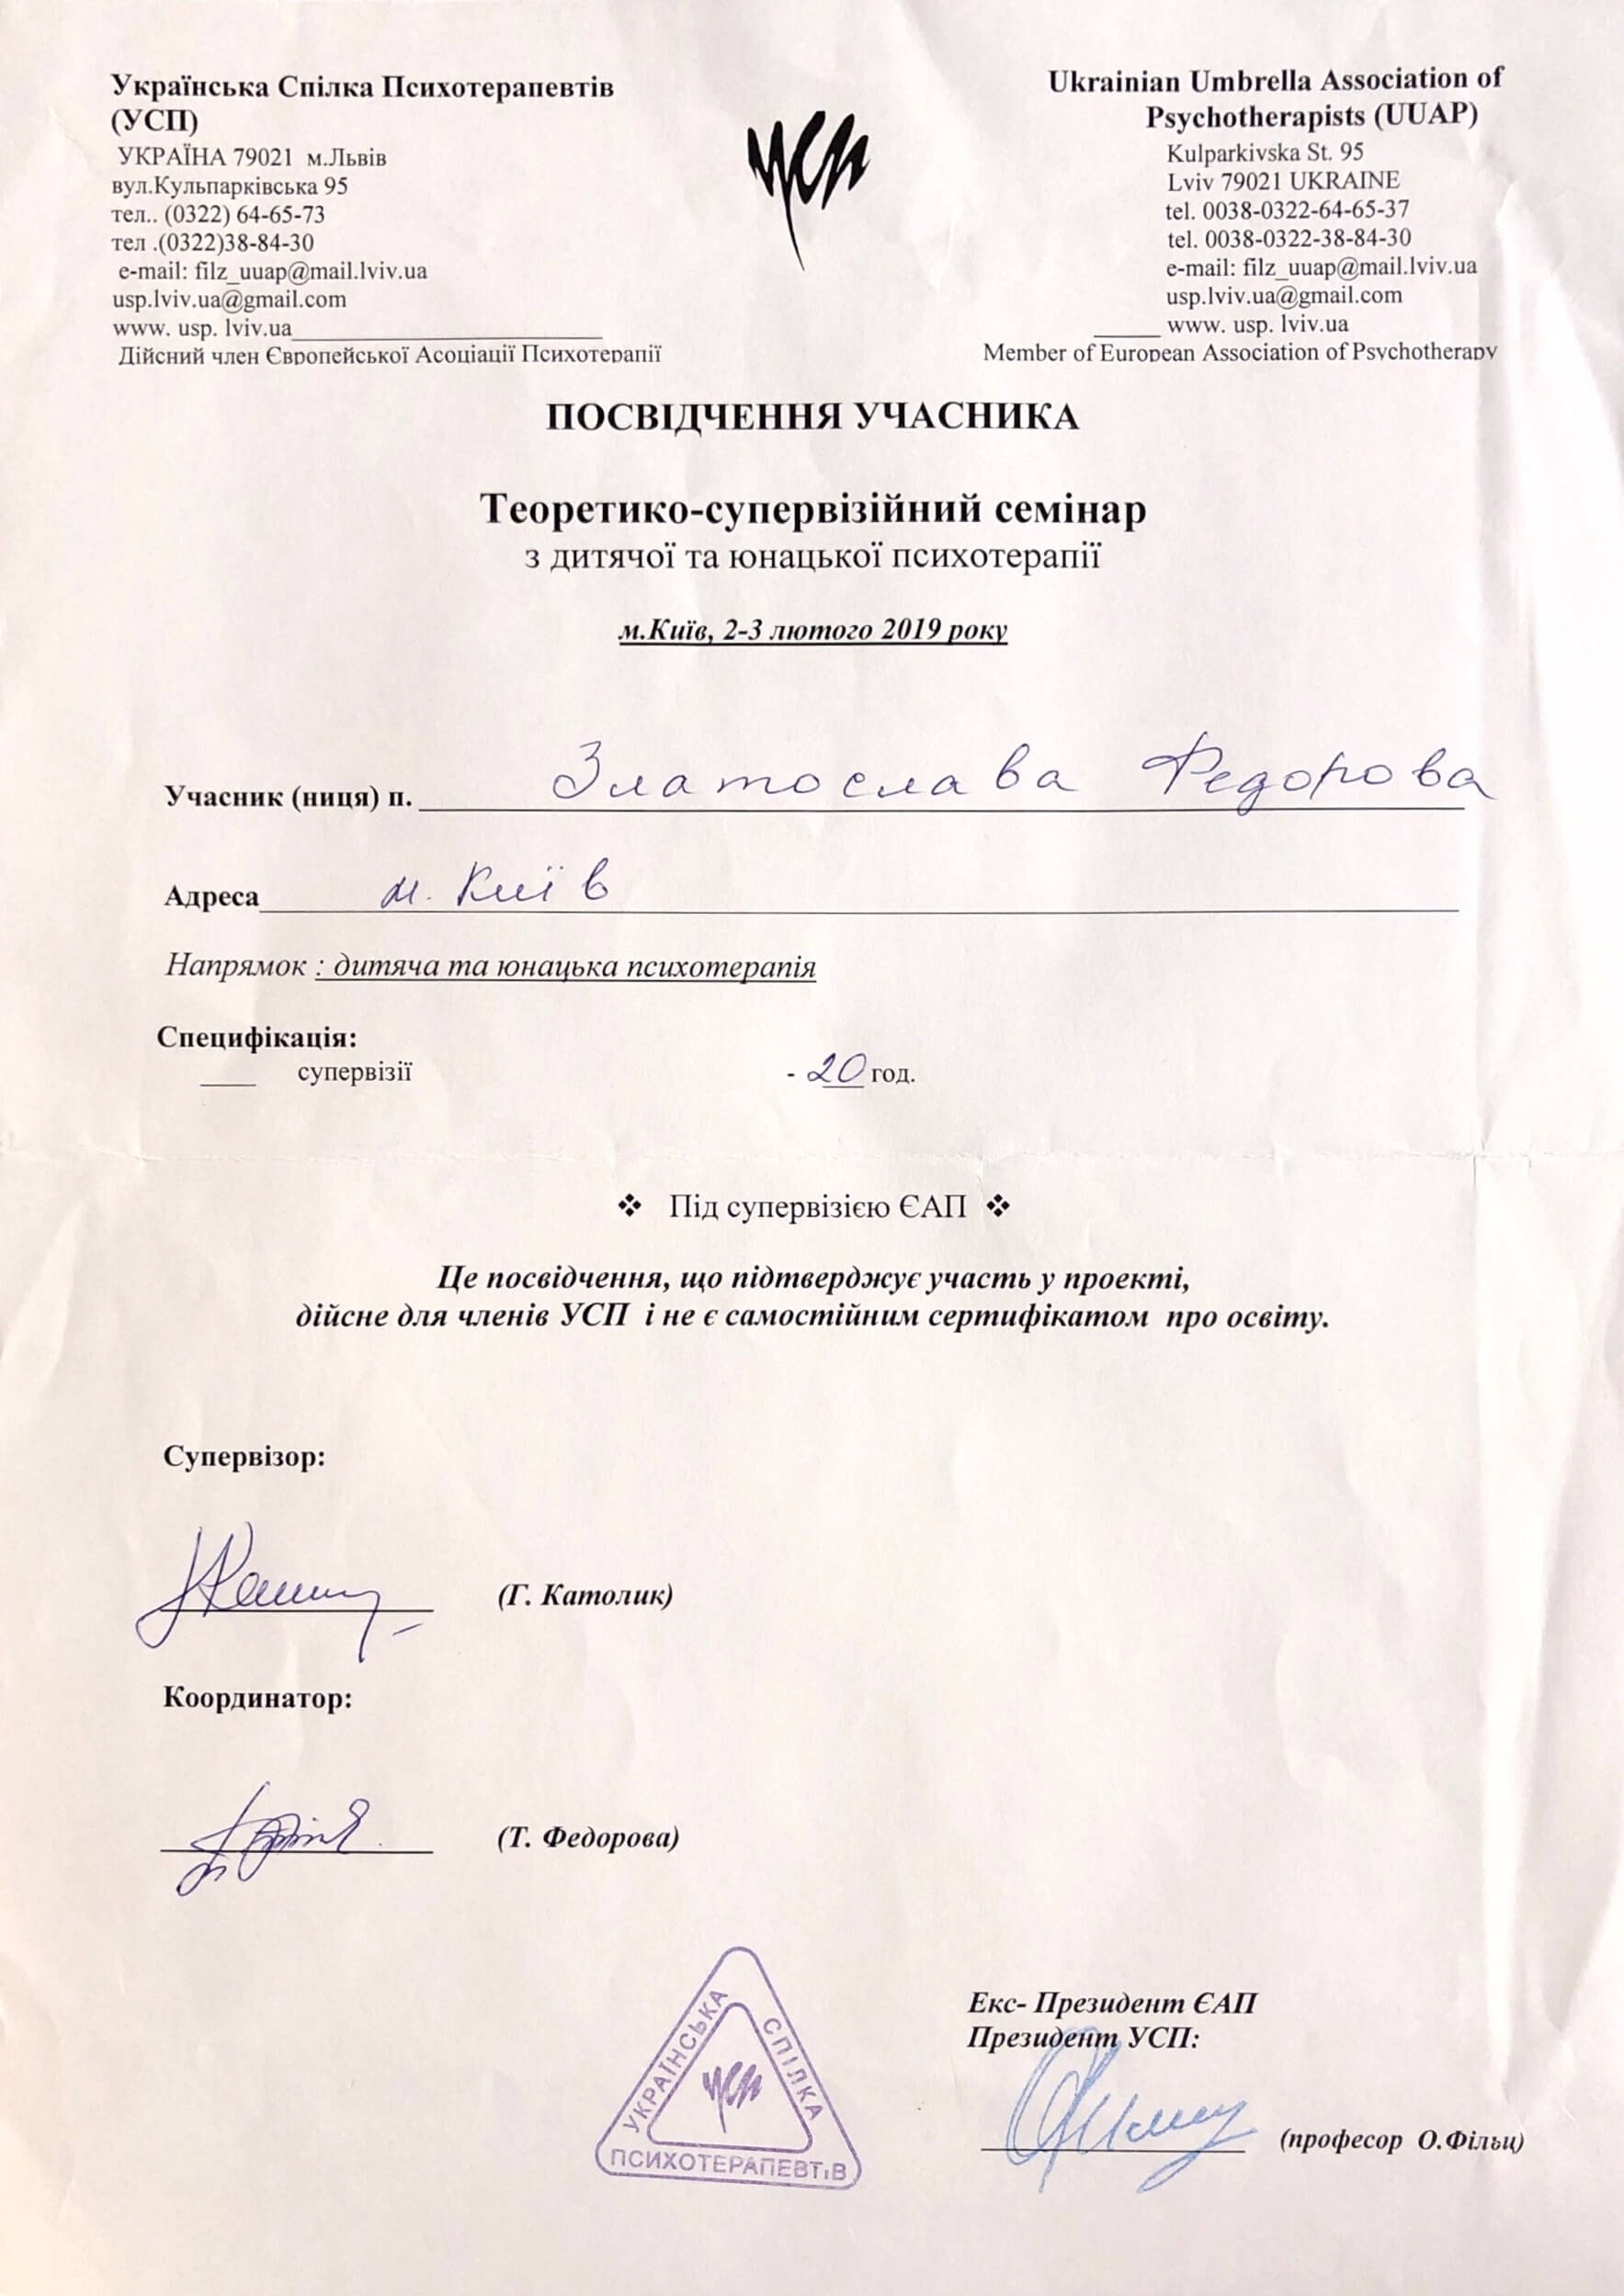 Українська Спілка Психотерапевтів
(УСП)
УКРАЇНА 79021 м.Львів
вул.Кульпарківська 95
тел.. (0322) 64-65-73
тел .(0322)38-84-30
e-mail: filz_uuap@mail.lviv.ua
usp.lviv.ua@gmail.com
www. usp. lviv.ua
Дійсний член Європейської Асоціації Психотерапії
усп
Ukrainian Umbrella Association of
Psychotherapists (UUAP)
Kulparkivska St. 95
Lviv 79021 UKRAINE
tel. 0038-0322-64-65-37
tel. 0038-0322-38-84-30
e-mail: filz_uuap@mail.lviv.ua
usp.lviv.ua@gmail.com
www. usp. lviv.ua
Member of European Association of Psychotherapy
ПОСВІДЧЕННЯ УЧАСНИКА
Теоретико-супервізійний семінар
з дитячої та юнацької психотерапії
м.Київ, 2-3 лютого 2019 року
Учасник (ниця) п. Златослава Федорова
Адреса м. Київ
Напрямок : дитяча та юнацька психотерапія
Специфікація:
____ супервізії - 20 год.
❖ Під супервізією ЄАП ❖
Це посвідчення, що підтверджує участь у проекті,
дійсне для членів УСП і не є самостійним сертифікатом про освіту.
Супервізор:
(Г. Католик)
Координатор:
(Т. Федорова)
Екс- Президент ЄАП
Президент УСП:
(професор О.Фільц)
УКРАЇНСЬКА
СПІЛКА
усп
ПСИХОТЕРАПЕВТІВ